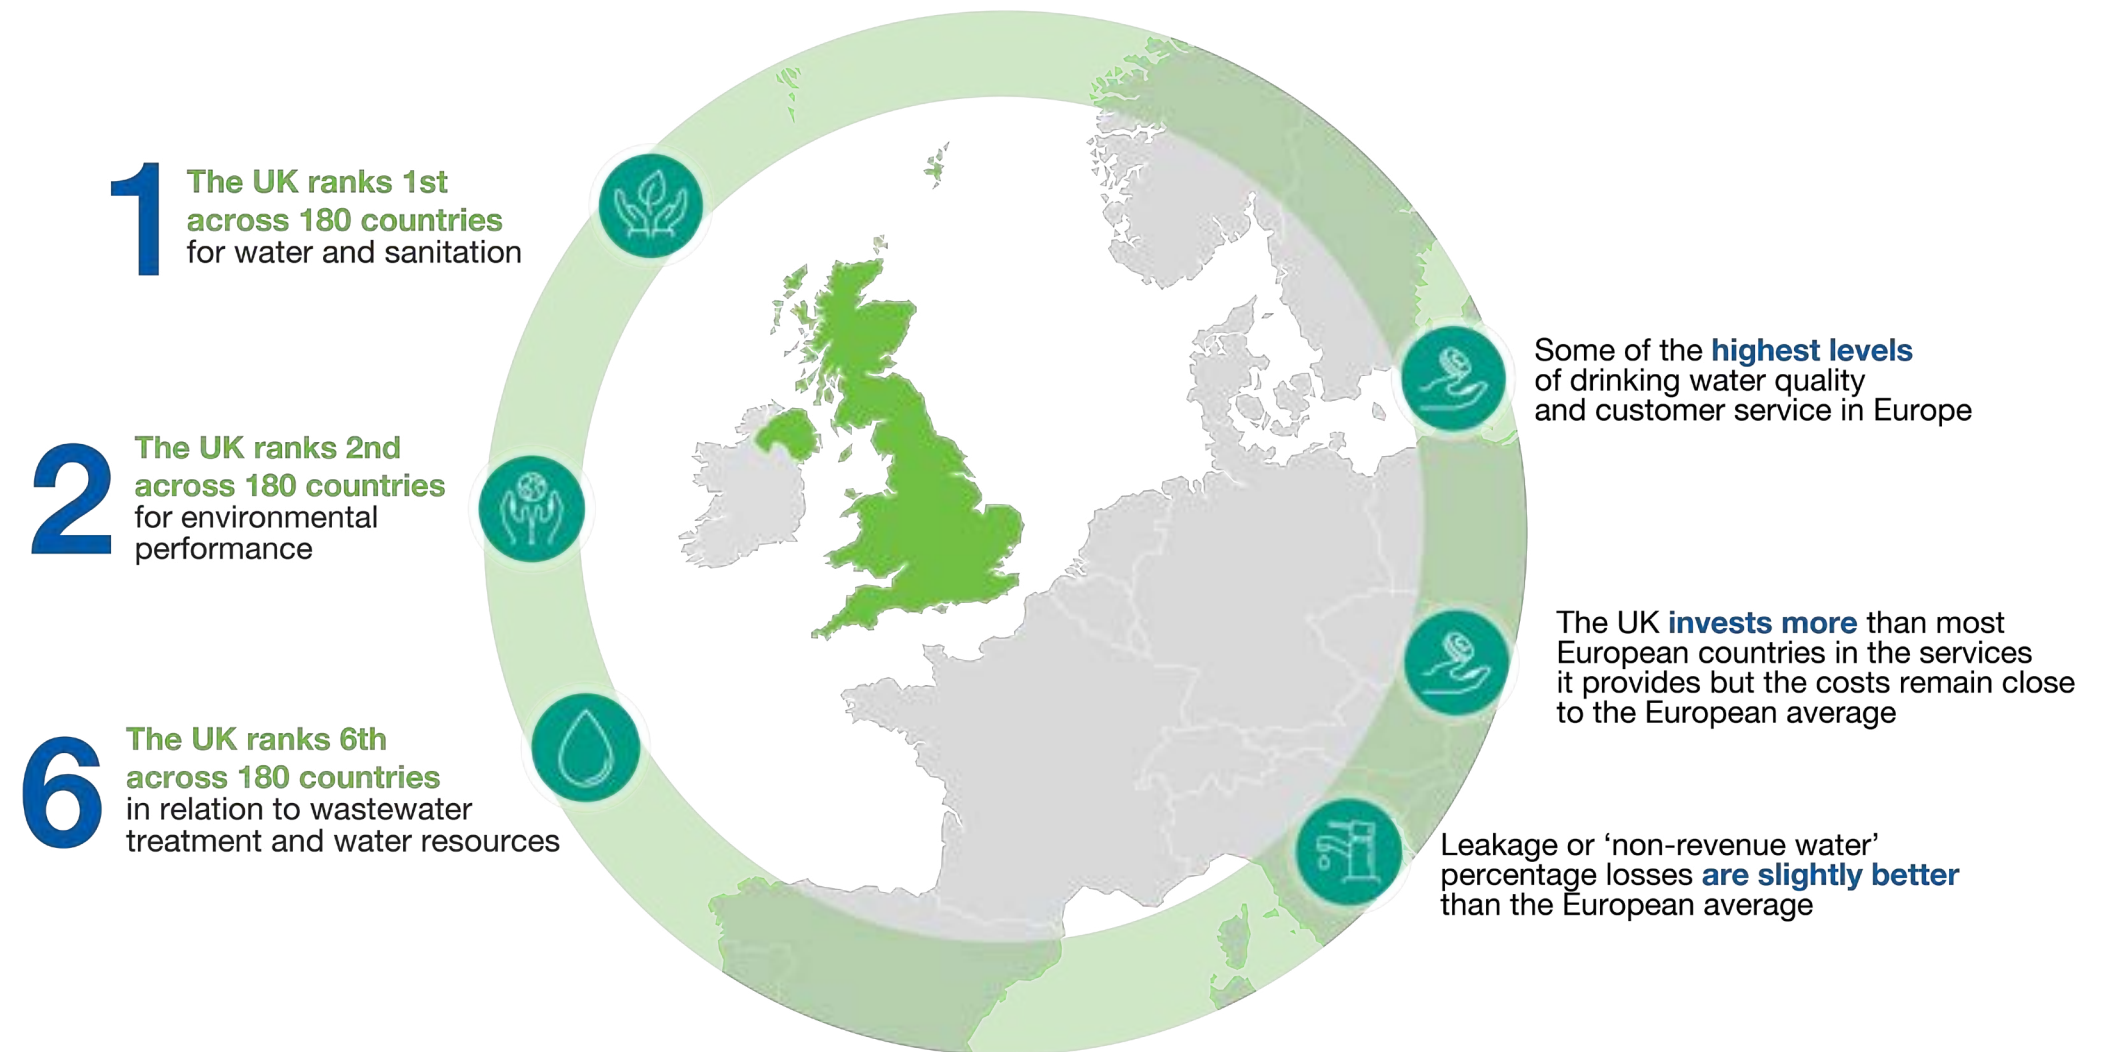 1
The UK ranks 1st
across 180 countries
for water and sanitation
2
The UK ranks 2nd
across 180 countries
for environmental
performance
6
The UK ranks 6th
across 180 countries
in relation to wastewater
treatment and water resources
Some of the highest levels
of drinking water quality
and customer service in Europe
The UK invests more than most
European countries in the services
it provides but the costs remain close
to the European average
Leakage or ‘non-revenue water’
percentage losses are slightly better
than the European average